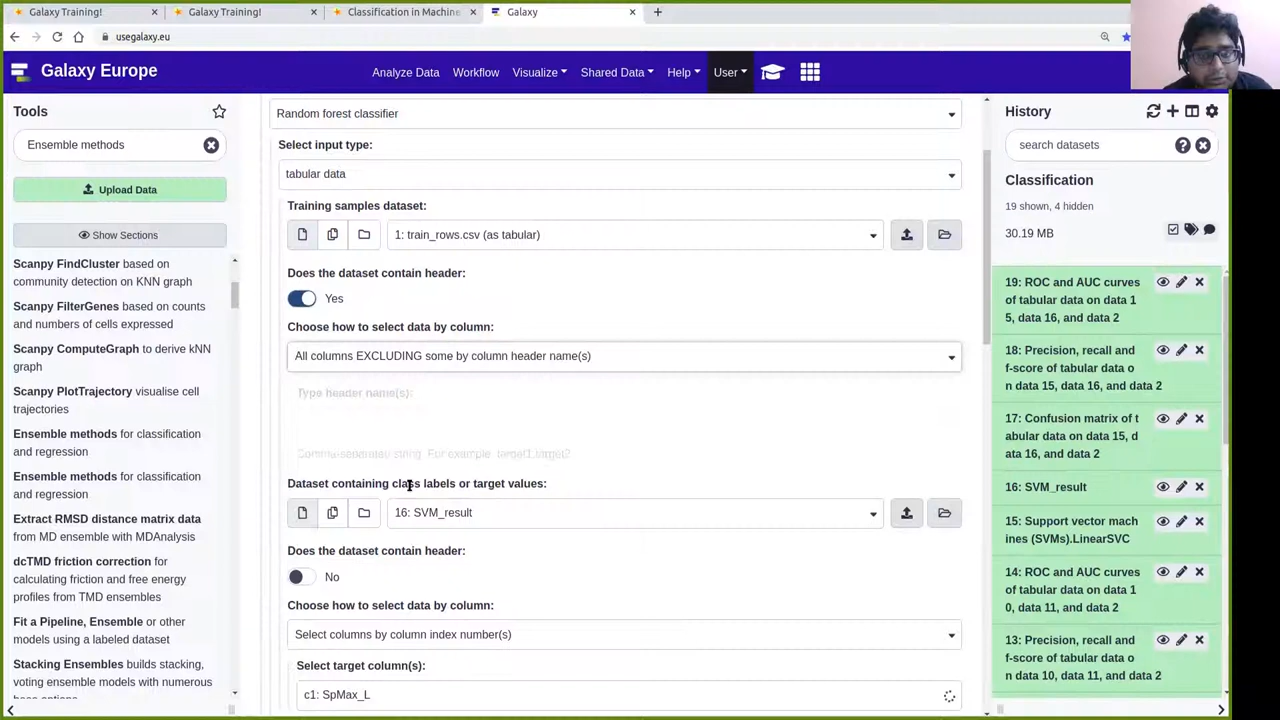 Galaxy Training!
Galaxy Training!
Classification in Machine
Galaxy
usegalaxy.eu
Galaxy Europe
Analyze Data
Workflow
Visualize
Shared Data
Help
User
Tools
Ensemble methods
Upload Data
Show Sections
Scanpy FindCluster based on
community detection on KNN
graph
Scanpy FilterGenes based on counts
and numbers of cells expressed
Scanpy ComputeGraph to derive kNN
graph
Scanpy PlotTrajectory visualise cell
trajectories
Ensemble methods for classification
and regression
Ensemble methods for classification
and regression
Extract RMSD distance matrix data
from MD ensemble with MDAnalysis
dcTMD friction correction for
calculating friction and free energy
profiles from TMD ensembles
Fit a Pipeline, Ensemble or other
models using a labeled dataset
Stacking Ensembles builds stacking,
voting ensemble models with numerous
base options
Random forest classifier
Select input type:
tabular data
Training samples dataset:
1: train_rows.csv (as tabular)
Does the dataset contain header:
Yes
Choose how to select data by column:
All columns EXCLUDING some by column header name(s)
Type header name(s):
Comma-separated string. For example: target1,target2
Dataset containing class labels or target values:
16: SVM_result
Does the dataset contain header:
No
Choose how to select data by column:
Select columns by column index number(s)
Select target column(s):
c1: SpMax_L
History
search datasets
Classification
19 shown, 4 hidden
30.19 MB
19: ROC and AUC curves
of tabular data on data 1
5, data 16, and data 2
18: Precision, recall and
f-score of tabular data o
n data 15, data 16, and data 2
17: Confusion matrix of t
abular data on data 15, d
ata 16, and data 2
16: SVM_result
15: Support vector mach
ines (SVMs).LinearSVC
14: ROC and AUC curves
of tabular data on data 1
0, data 11, and data 2
13: Precision, recall and
f-score of tabular data o
n data 10, data 11, and data 2